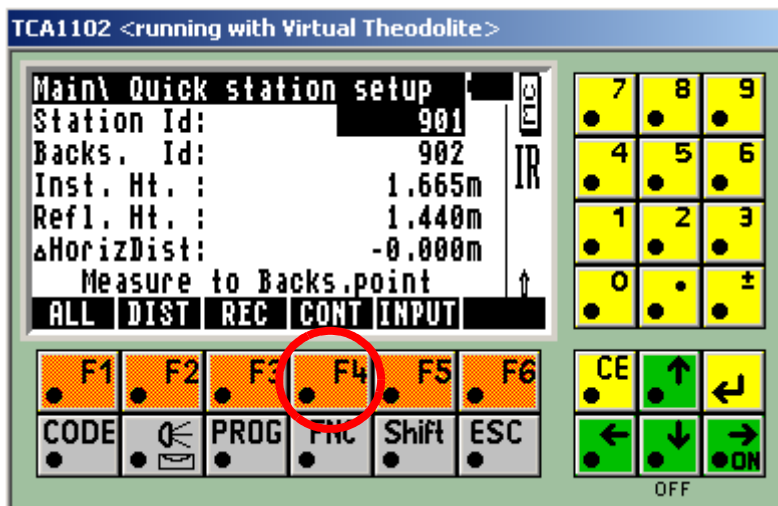 TCA1102 <running with Virtual Theodolite>
Main\ Quick station setup MC
Station Id: 901
Backs. Id: 902 IR
Inst. Ht. : 1.665m
Refl. Ht. : 1.440m
△HorizDist: -0.000m
Measure to Backs.point ↑
ALL DIST REC CONT INPUT
F1 F2 F3 F4 F5 F6
CODE PROG FNC Shift ESC
7 8 9
4 5 6
1 2 3
0 . ±
CE ↑ ↵
← ↓ → ON
OFF